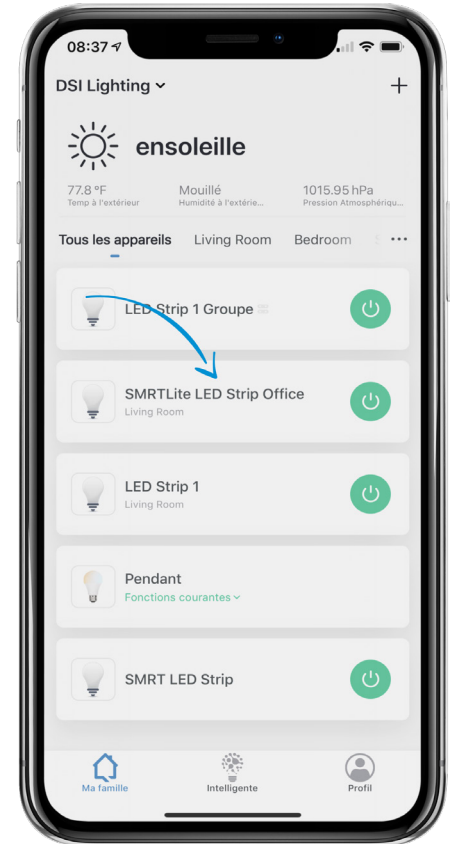 08:37
DSI Lighting
ensoleille
77.8 °F Mouillé 1015.95 hPa
Temp à l'extérieur Humidité à l'extérie... Pression Atmosphériqu...
Tous les appareils Living Room Bedroom ...
LED Strip 1 Groupe
SMRTLite LED Strip Office
Living Room
LED Strip 1
Living Room
Pendant
Fonctions courantes
SMRT LED Strip
Ma famille Intelligente Profil